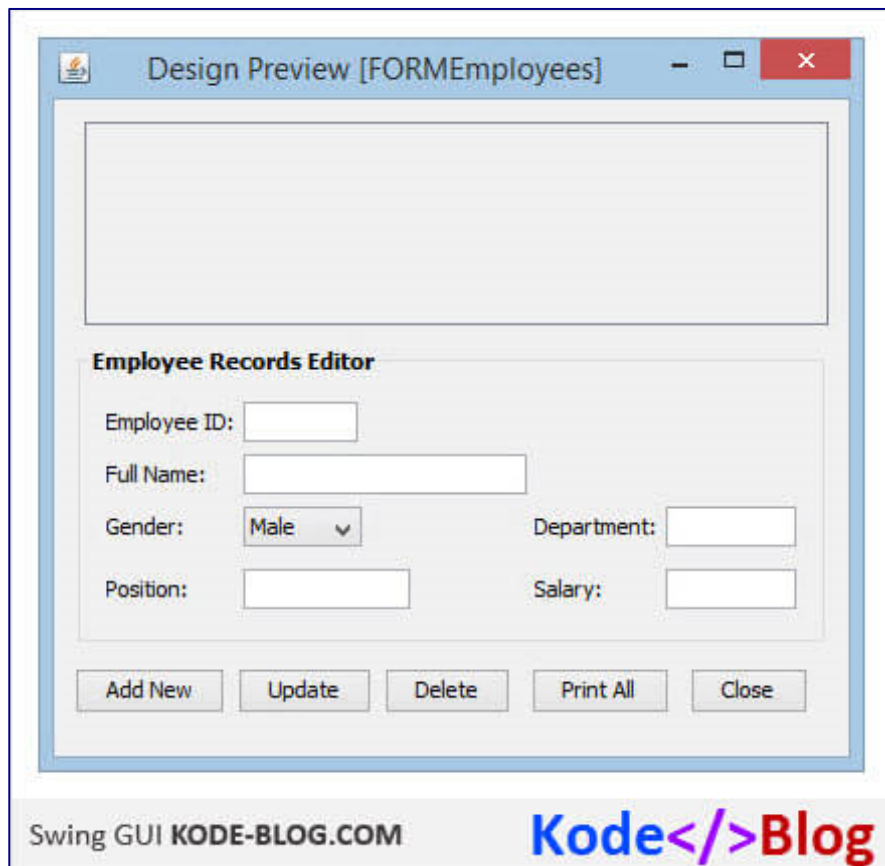 Design Preview [FORMEmployees]
Employee Records Editor
Employee ID:
Full Name:
Gender: Male Department:
Position: Salary:
Add New Update Delete Print All Close
Swing GUI KODE-BLOG.COM Kode</>Blog